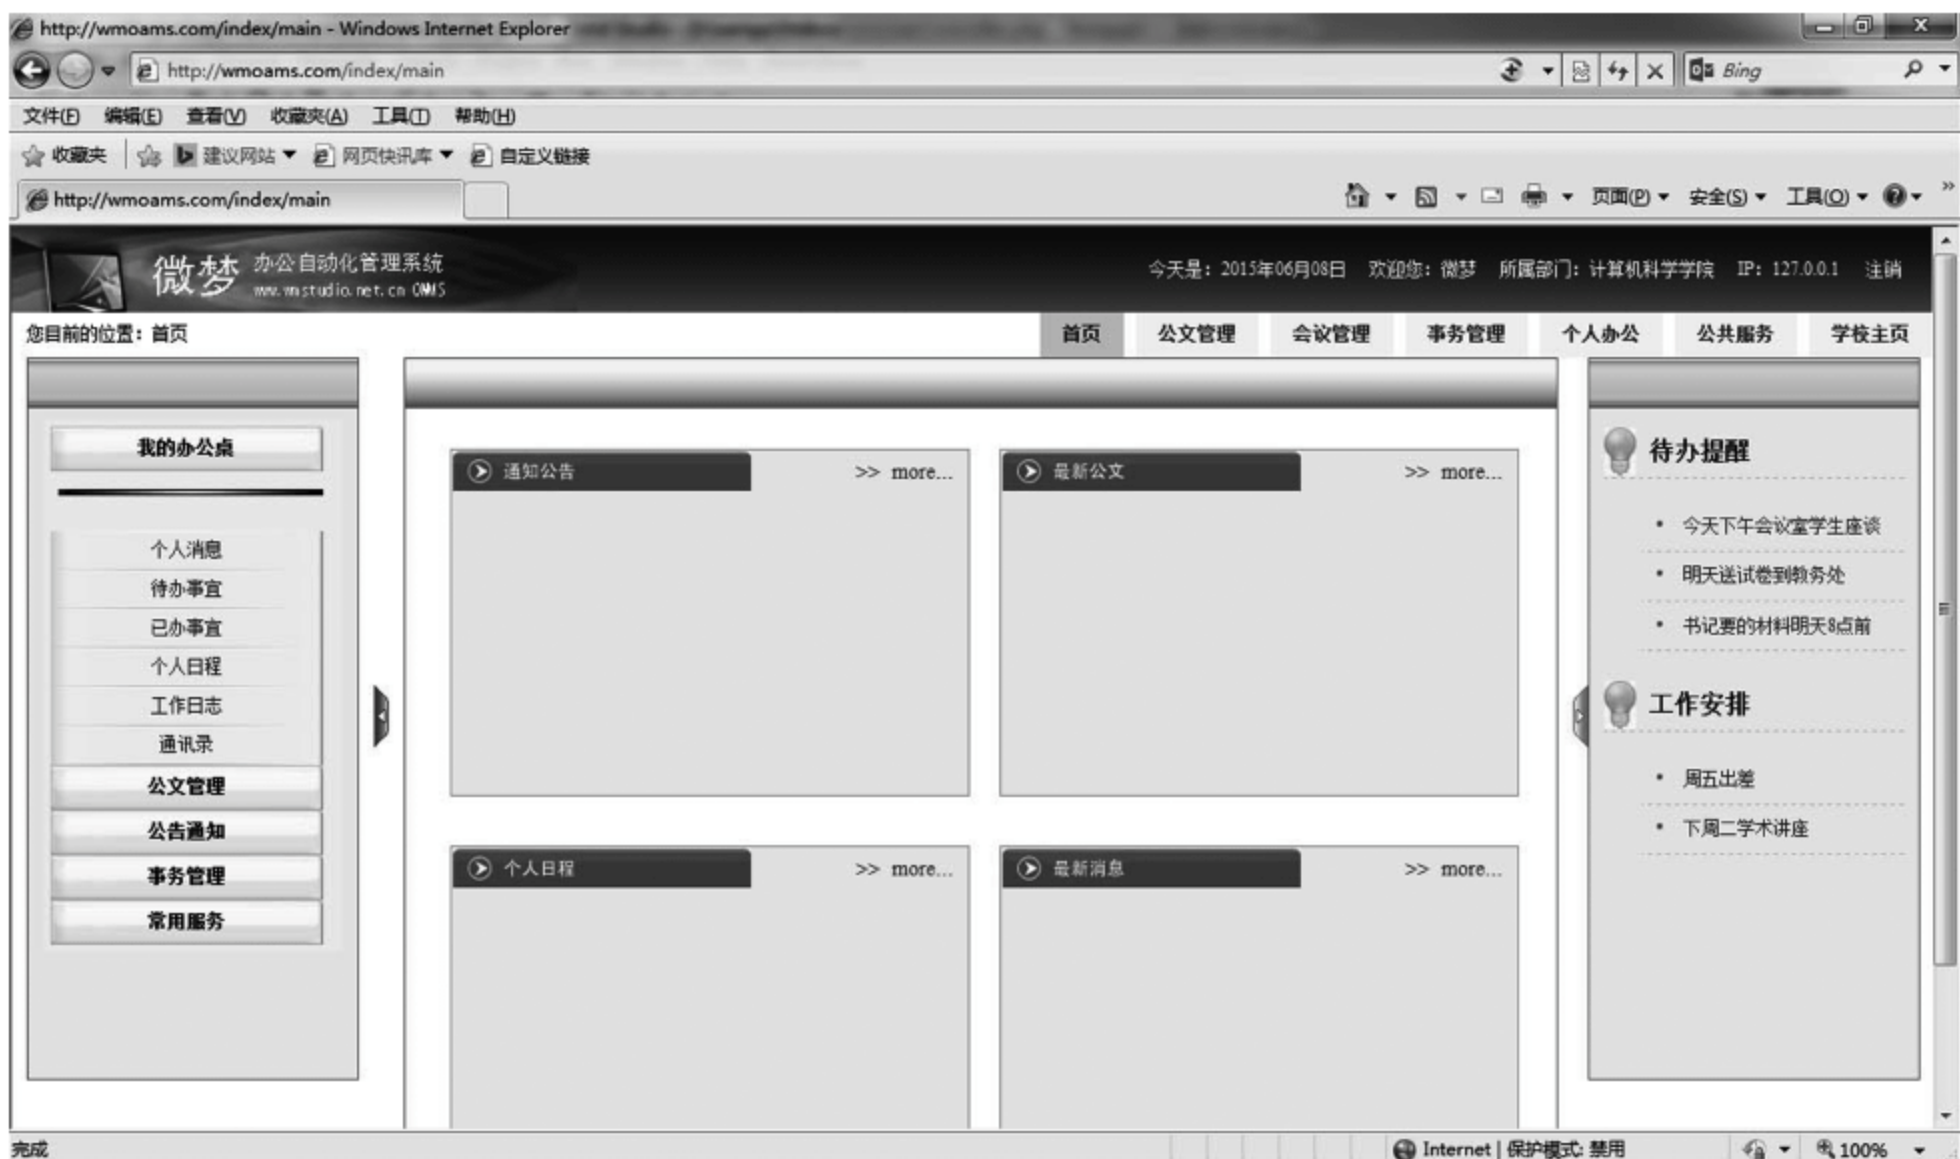 http://wmoams.com/index/main - Windows Internet Explorer
http://wmoams.com/index/main
Bing
文件(F) 编辑(E) 查看(V) 收藏夹(A) 工具(T) 帮助(H)
收藏夹 建议网站 网页快讯库 自定义链接
http://wmoams.com/index/main
页面(P) 安全(S) 工具(O)
微梦 办公自动化管理系统
www.wmstudio.net.cn OMMS
今天是：2015年06月08日 欢迎您：微梦 所属部门：计算机科学学院 IP：127.0.0.1 注销
您目前的位置：首页
首页 公文管理 会议管理 事务管理 个人办公 公共服务 学校主页
我的办公桌
个人消息
待办事宜
已办事宜
个人日程
工作日志
通讯录
公文管理
公告通知
事务管理
常用服务
通知公告 >> more...
最新公文 >> more...
个人日程 >> more...
最新消息 >> more...
待办提醒
• 今天下午会议室学生座谈
• 明天送试卷到教务处
• 书记要的材料明天8点前
工作安排
• 周五出差
• 下周二学术讲座
完成
Internet | 保护模式: 禁用
100%